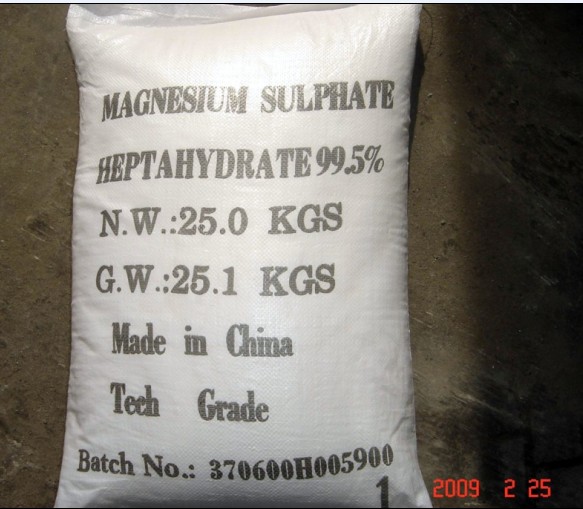 MAGNESIUM SULPHATE
HEPTAHYDRATE 99.5%
N.W.:25.0 KGS
G.W.:25.1 KGS
Made in China
Tech Grade
Batch No.: 370600H005900
1
2009 2 25